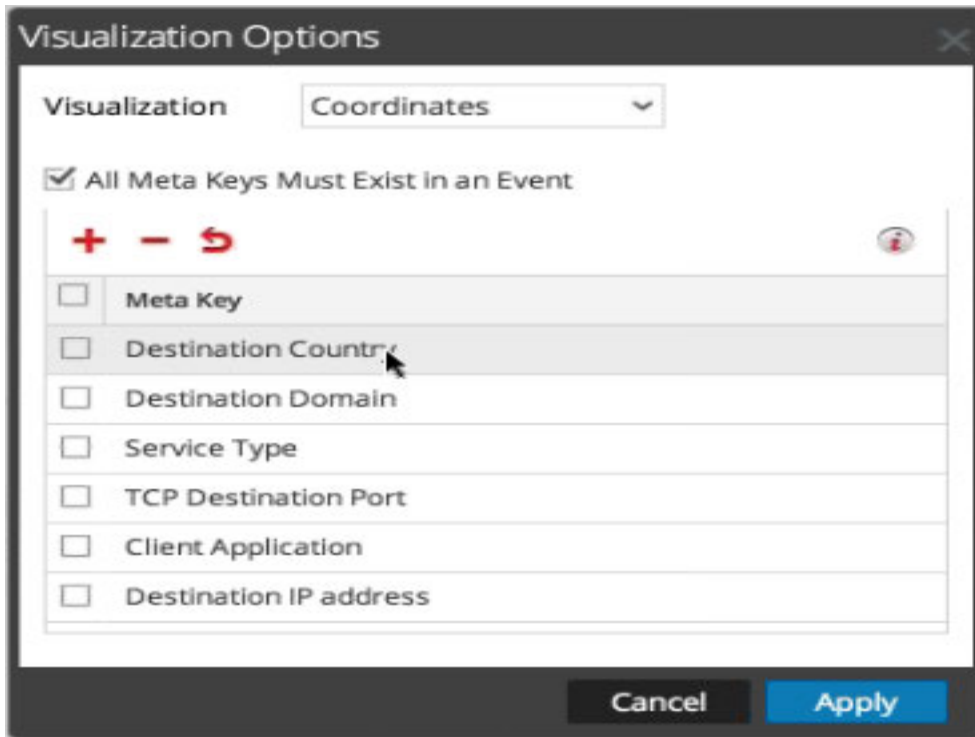 Visualization Options
Visualization Coordinates
All Meta Keys Must Exist in an Event
Meta Key
Destination Country
Destination Domain
Service Type
TCP Destination Port
Client Application
Destination IP address
Cancel Apply